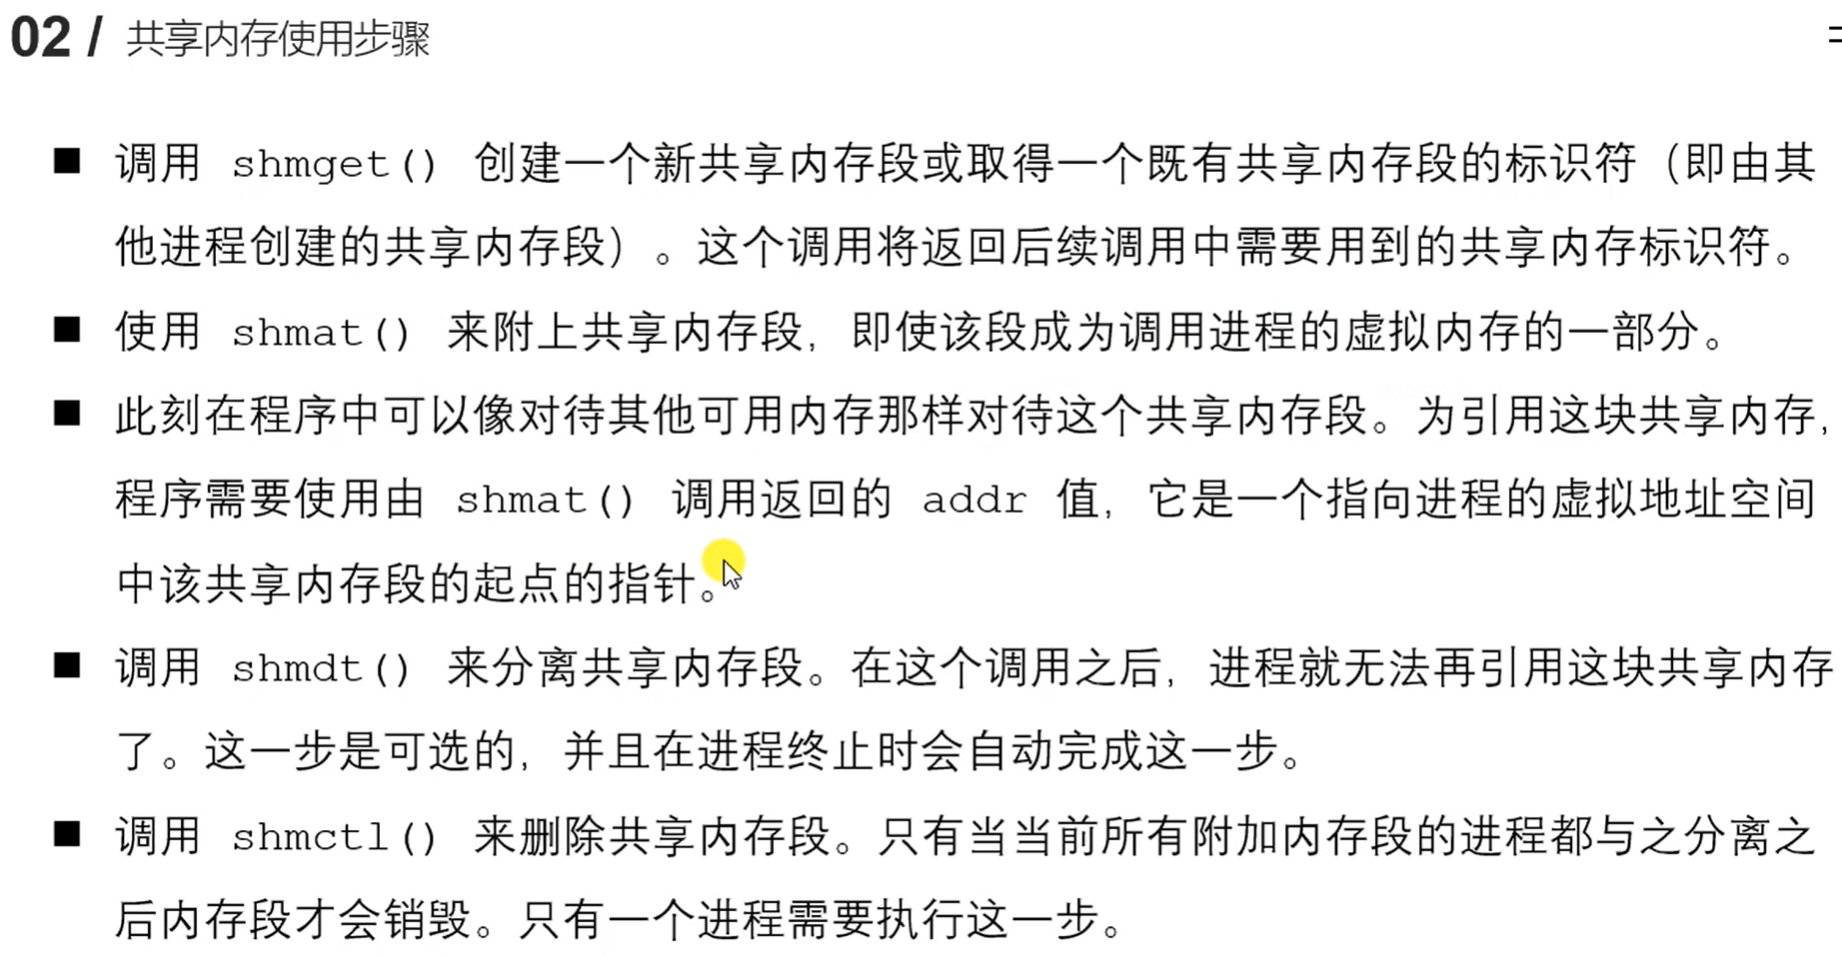 02 / 共享内存使用步骤
■ 调用 shmget() 创建一个新共享内存段或取得一个既有共享内存段的标识符（即由其
他进程创建的共享内存段）。这个调用将返回后续调用中需要用到的共享内存标识符。
■ 使用 shmat() 来附上共享内存段，即使该段成为调用进程的虚拟内存的一部分。
■ 此刻在程序中可以像对待其他可用内存那样对待这个共享内存段。为引用这块共享内存，
程序需要使用由 shmat() 调用返回的 addr 值，它是一个指向进程的虚拟地址空间
中该共享内存段的起点的指针。
■ 调用 shmdt() 来分离共享内存段。在这个调用之后，进程就无法再引用这块共享内存
了。这一步是可选的，并且在进程终止时会自动完成这一步。
■ 调用 shmctl() 来删除共享内存段。只有当当前所有附加内存段的进程都与之分离之
后内存段才会销毁。只有一个进程需要执行这一步。